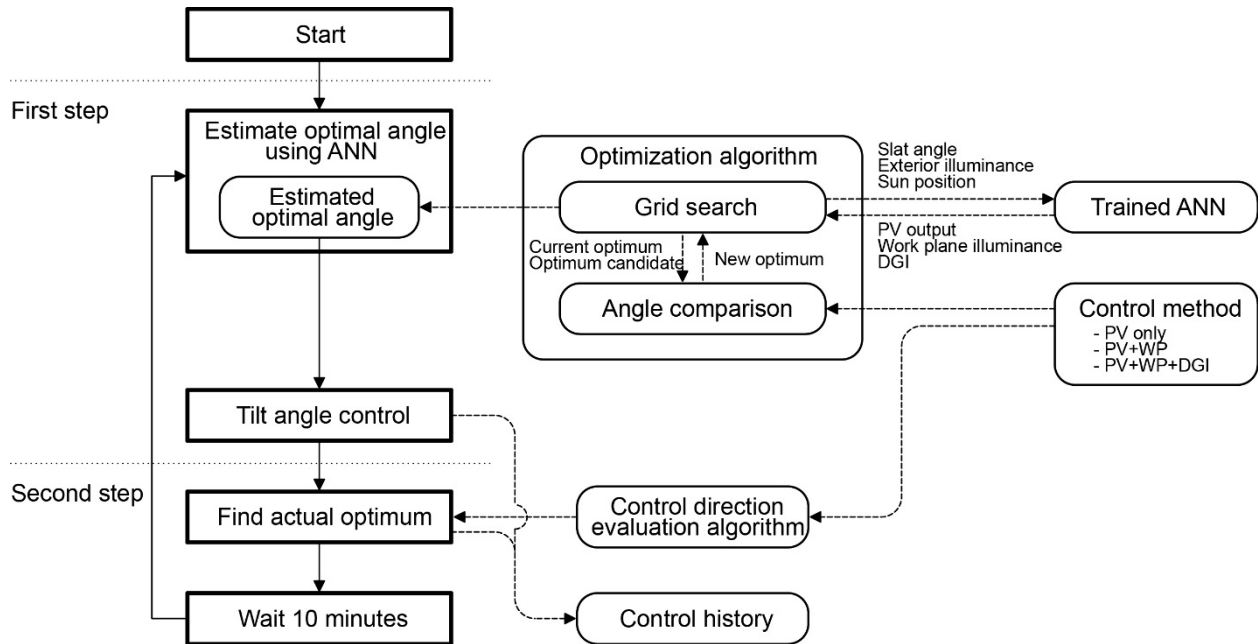 Start
First step
Estimate optimal angle
using ANN
Estimated
optimal angle
Optimization algorithm
Grid search
Slat angle
Exterior illuminance
Sun position
Trained ANN
PV output
Work plane illuminance
DGI
Current optimum
Optimum candidate
New optimum
Angle comparison
Control method
- PV only
- PV+WP
- PV+WP+DGI
Tilt angle control
Second step
Find actual optimum
Control direction
evaluation algorithm
Wait 10 minutes
Control history